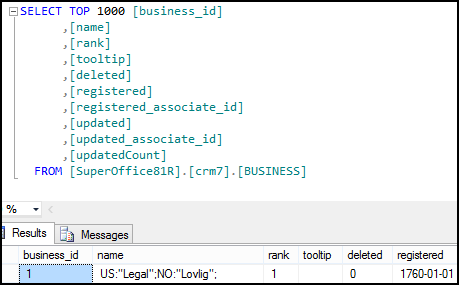 SELECT TOP 1000 [business_id]
,[name]
,[rank]
,[tooltip]
,[deleted]
,[registered]
,[registered_associate_id]
,[updated]
,[updated_associate_id]
,[updatedCount]
FROM [SuperOffice81R].[crm7].[BUSINESS]
%
Results Messages
business_id name rank tooltip deleted registered
1 US:"Legal";NO:"Lovlig"; 1 0 1760-01-01